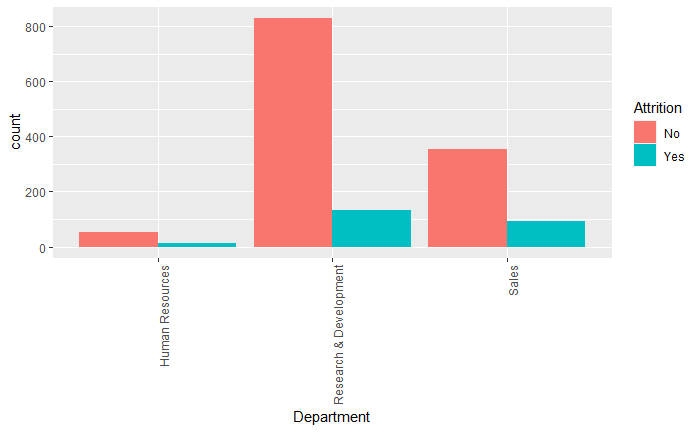 800
600
400
200
0
count
Human Resources
Research & Development
Sales
Department
Attrition
No
Yes